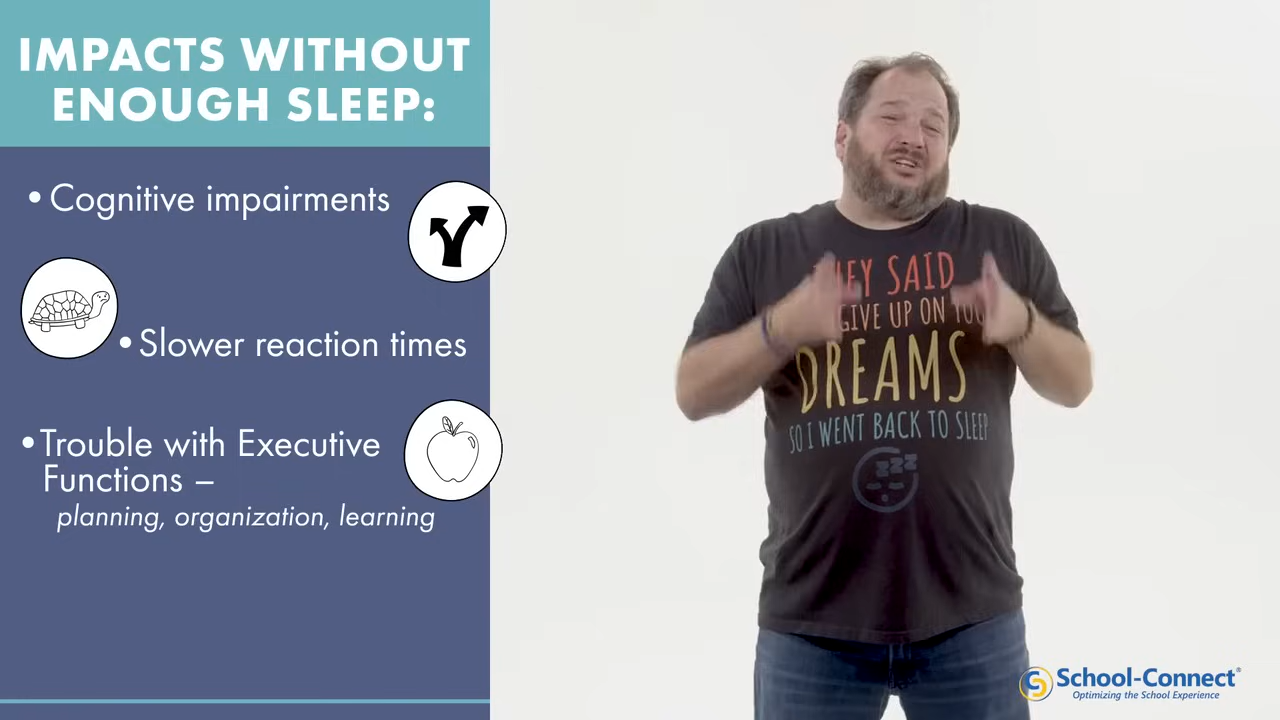 IMPACTS WITHOUT
ENOUGH SLEEP:
•Cognitive impairments
•Slower reaction times
•Trouble with Executive
Functions –
planning, organization, learning
SAID
GIVE UP ON
DREAMS
SO I WENT BACK TO SLEEP
ZZZ
School-Connect®
Optimizing the School Experience